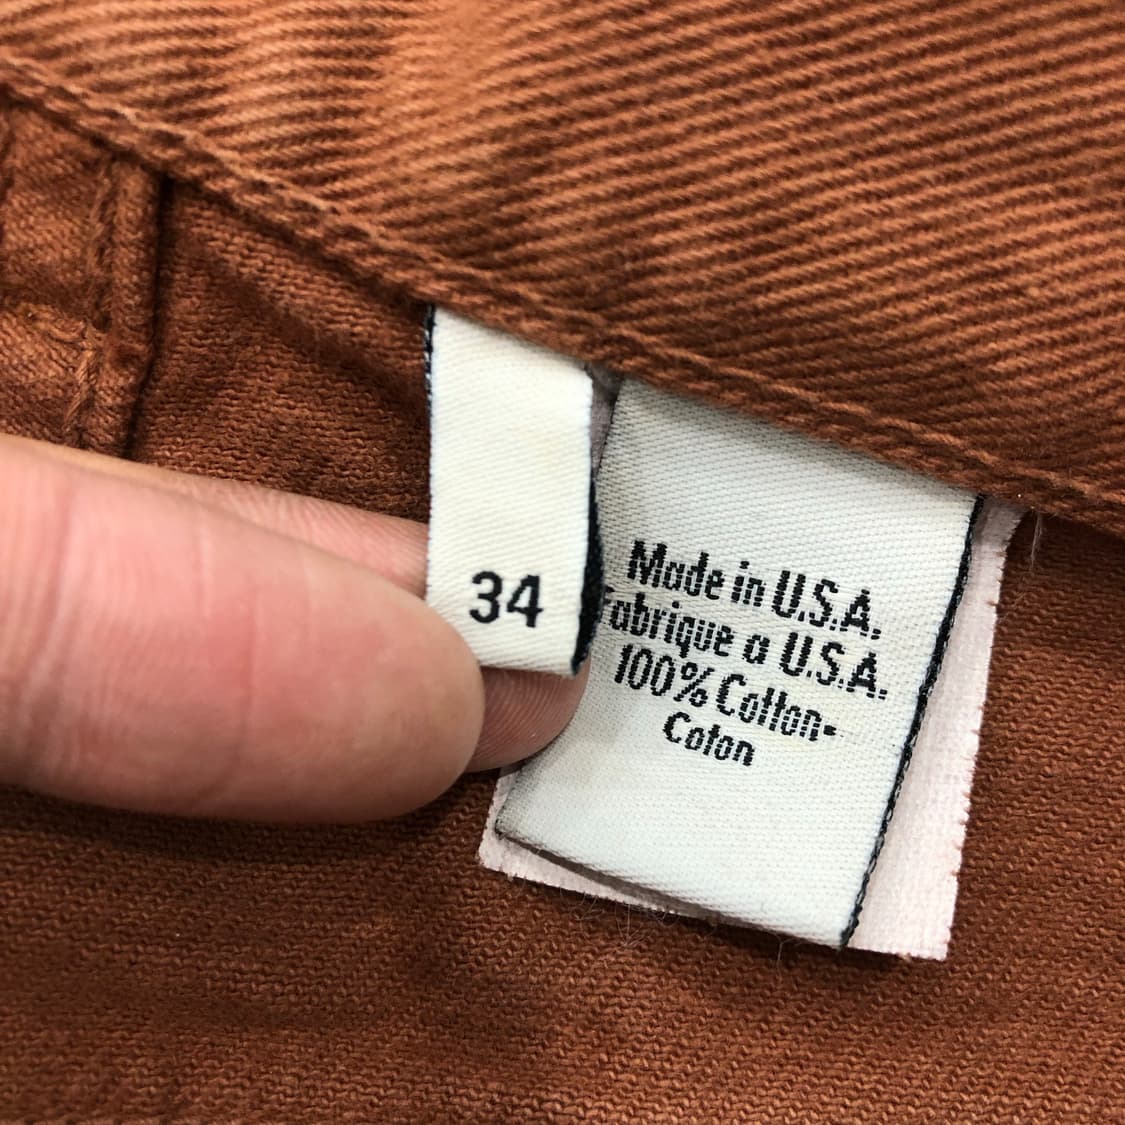 34
Made in U.S.A.
Fabrique a U.S.A.
100% Cotton-
Coton